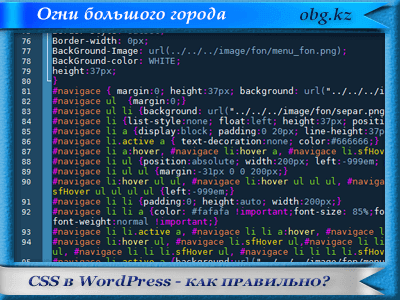 Огни большого города obg.kz
76 Border-width: 0px;
77 BackGround-Image: url(../../../image/fon/menu_fon.png);
78 BackGround-color: WHITE;
79 height:37px;
80 }
81 #navigace { margin:0; height:37px; background: url("../../../i
82 #navigace ul {margin:0;}
83 #navigace ul li {background: url("../../../image/fon/separ.png
84 #navigace li {list-style:none; float:left; height:37px; positi
85 #navigace li a {display:block; padding:0 20px; line-height:37p
86 #navigace li.active a { text-decoration:none; color:#666666;}
87 #navigace li a:hover, #navigace li:hover a, #navigace li.sfHov
88 #navigace li ul {position:absolute; width:200px; left:-999em;
89 #navigace li ul ul {margin:-31px 0 0 200px;}
90 #navigace li:hover ul ul, #navigace li:hover ul ul ul, #naviga
sfHover ul ul ul ul {left:-999em;}
91 #navigace li li {padding:0; height:auto; width:200px;}
92 #navigace li li a {color: #fafafa !important;font-size: 85%;fo
font-weight:normal !important;}
93 #navigace li li.active a, #navigace li li a:hover, #navigace l
94 #navigace li:hover ul, #navigace li.sfHover ul,#navigace li li
ul, #navigace li li li.sfHover ul, #navigace li li li li.sfHov
95 #navigace li.active a{background:url("../../../image/fon/menu
CSS в WordPress - КАК ПРАВИЛЬНО?